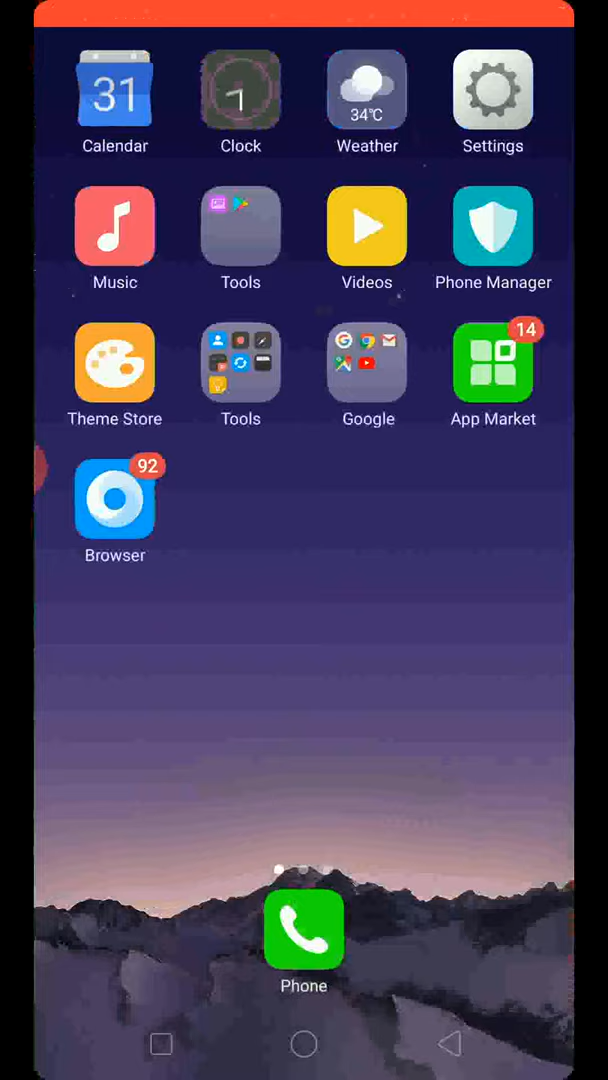 31
34°C
Calendar
Clock
Weather
Settings
Music
Tools
Videos
Phone Manager
14
Theme Store
Tools
Google
App Market
92
Browser
Phone